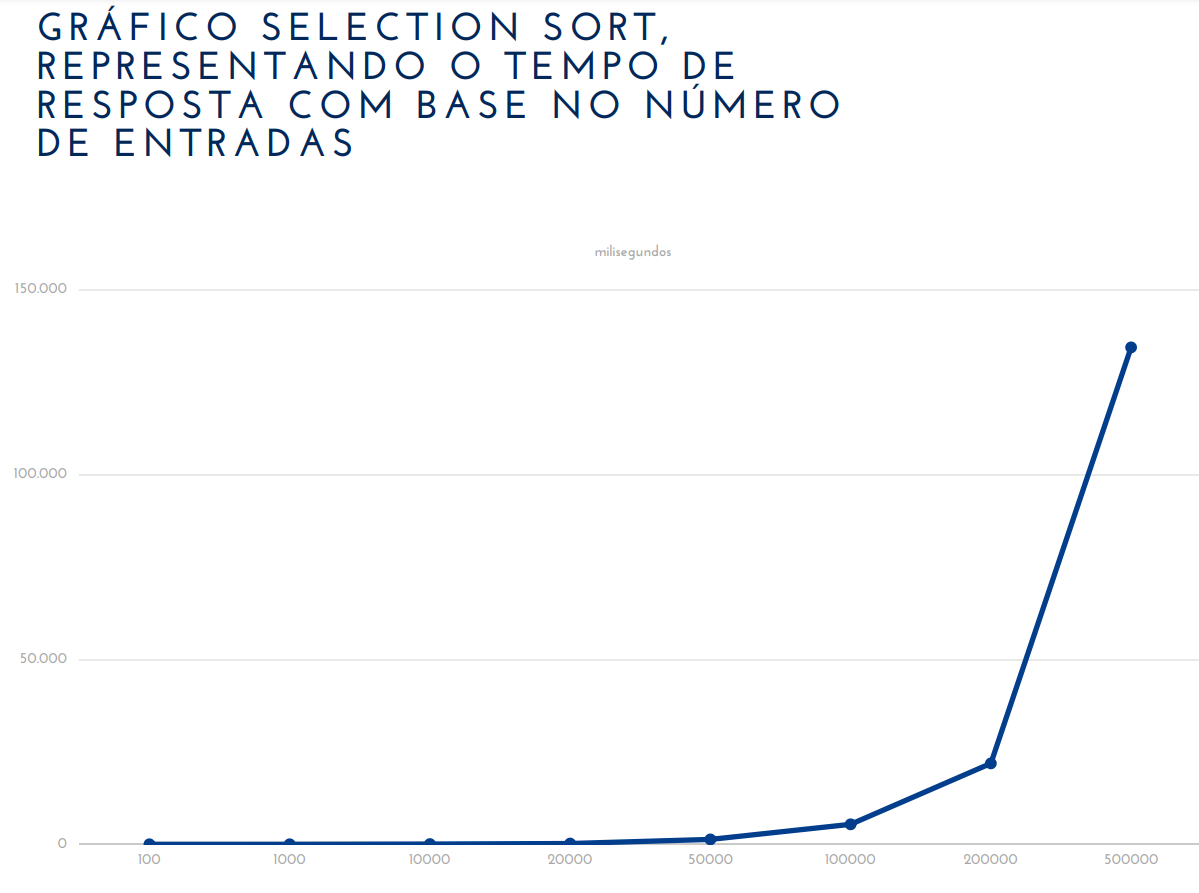 GRÁFICO SELECTION SORT,
REPRESENTANDO O TEMPO DE
RESPOSTA COM BASE NO NÚMERO
DE ENTRADAS
milisegundos
150.000
100.000
50.000
0
100 1000 10000 20000 50000 100000 200000 500000